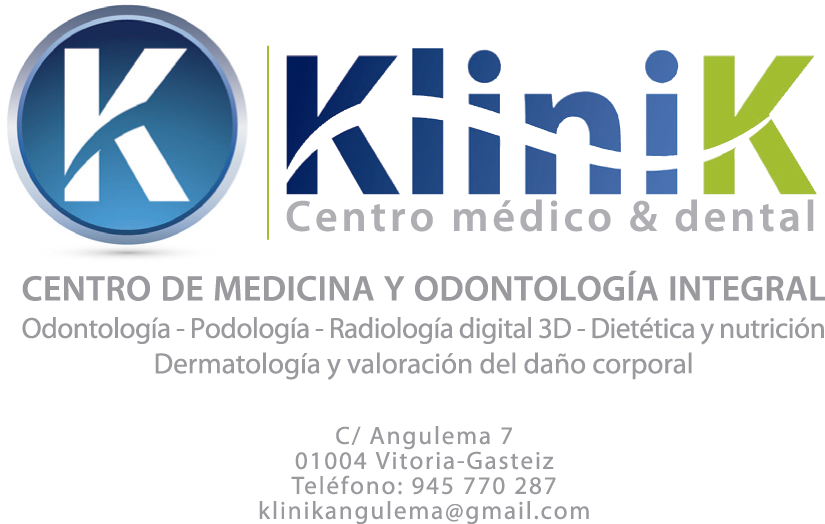 K
KliniK
Centro médico & dental
CENTRO DE MEDICINA Y ODONTOLOGÍA INTEGRAL
Odontología - Podología - Radiología digital 3D - Dietética y nutrición
Dermatología y valoración del daño corporal
C/ Angulema 7
01004 Vitoria-Gasteiz
Teléfono: 945 770 287
klinikangulema@gmail.com